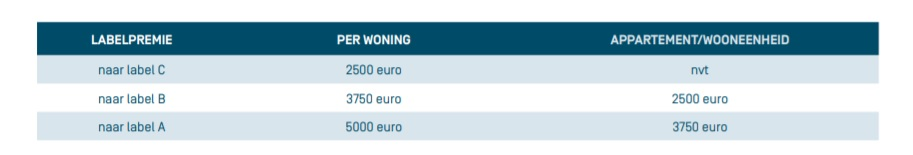 LABELPREMIE PER WONING APPARTEMENT/WOONEENHEID
naar label C 2500 euro nvt
naar label B 3750 euro 2500 euro
naar label A 5000 euro 3750 euro